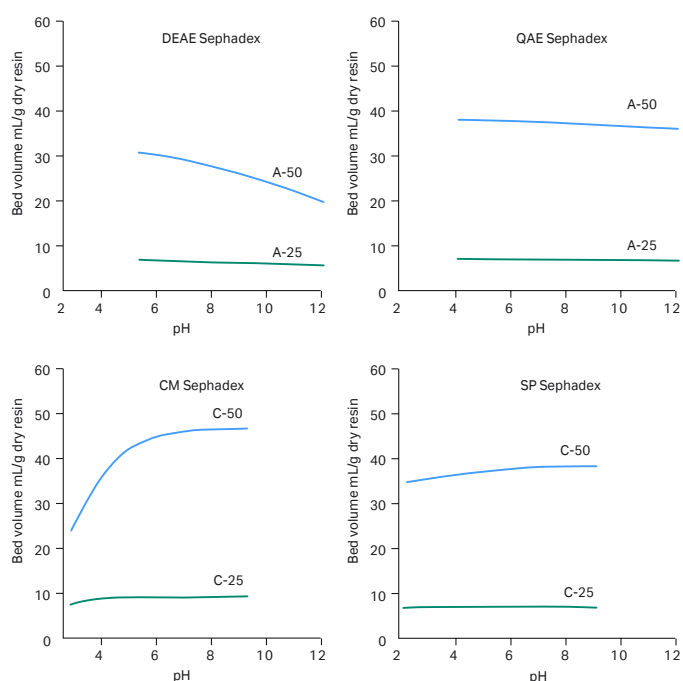 DEAE Sephadex
Bed volume mL/g dry resin
60
50
40
30
20
10
0
A-50
A-25
2 4 6 8 10 12
pH
QAE Sephadex
Bed volume mL/g dry resin
60
50
40
30
20
10
0
A-50
A-25
2 4 6 8 10 12
pH
CM Sephadex
Bed volume mL/g dry resin
60
50
40
30
20
10
0
C-50
C-25
2 4 6 8 10 12
pH
SP Sephadex
Bed volume mL/g dry resin
60
50
40
30
20
10
0
C-50
C-25
2 4 6 8 10 12
pH